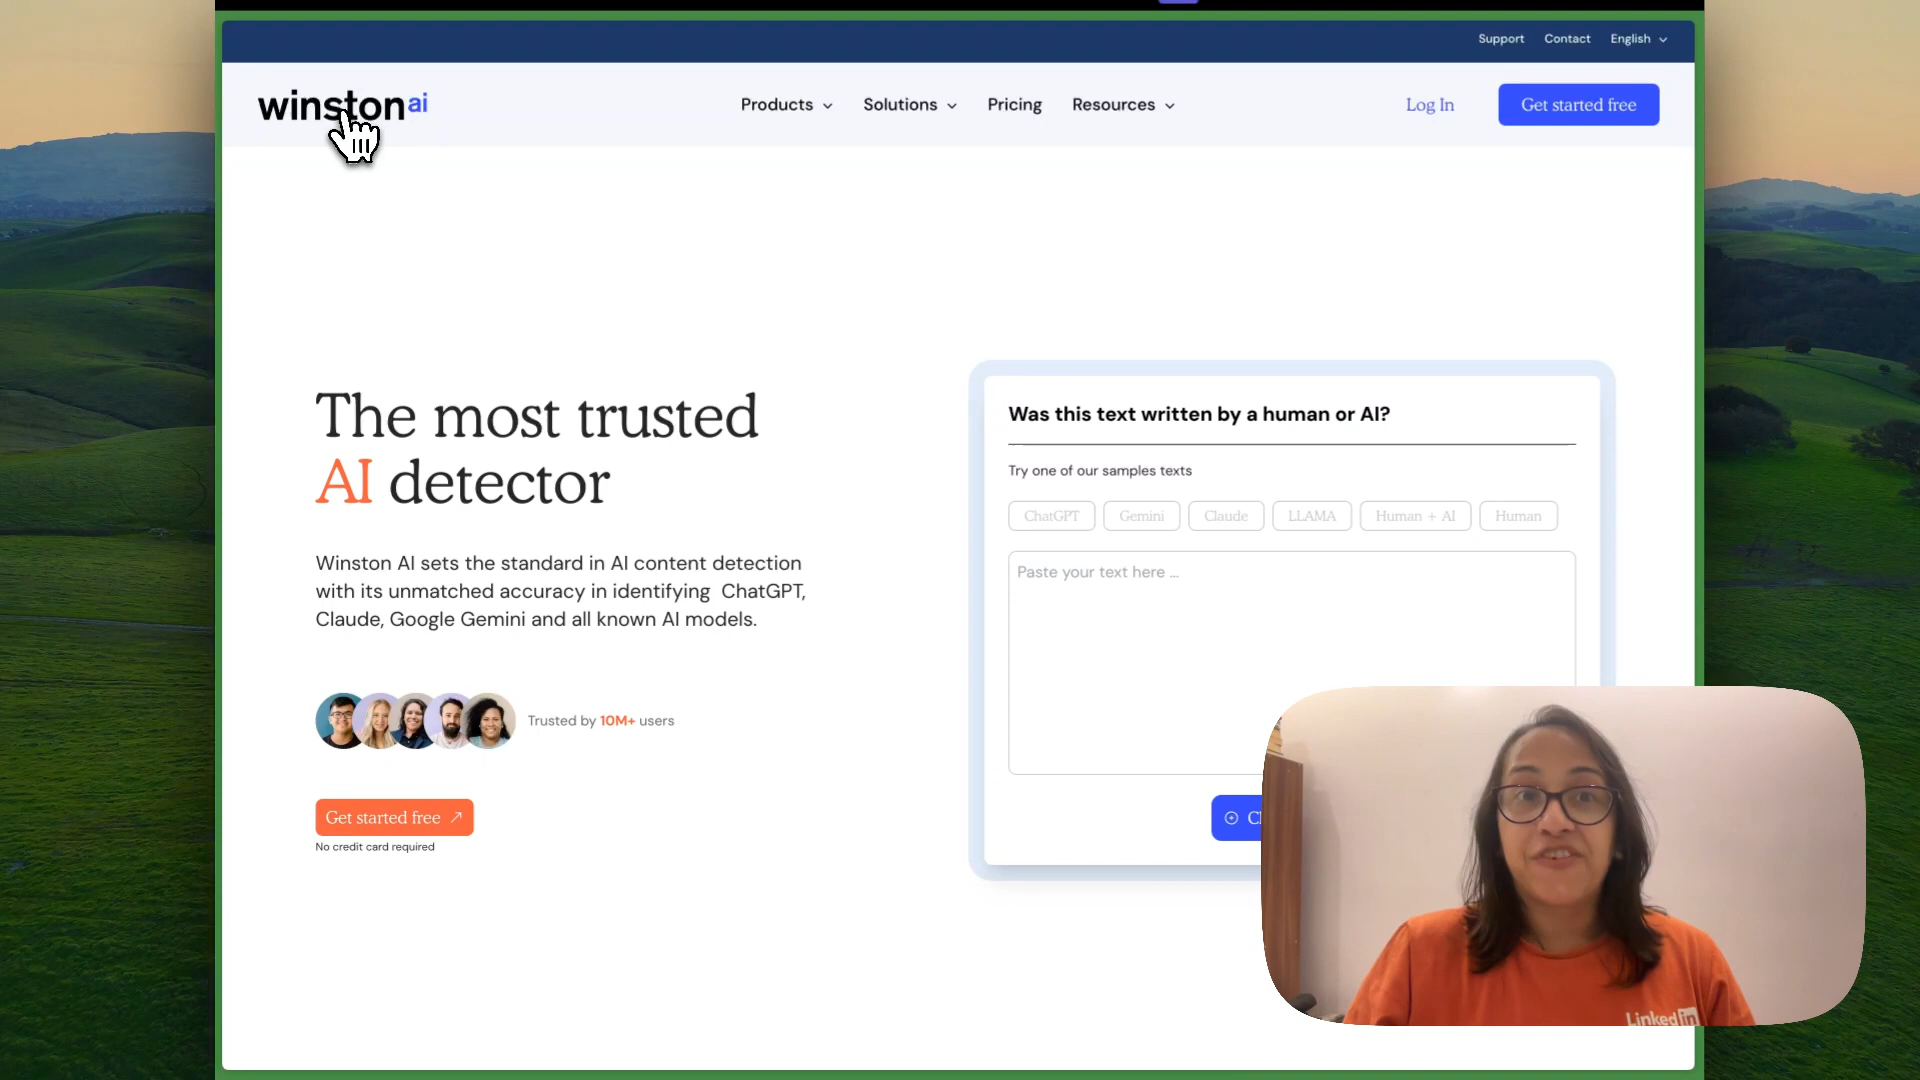 Support Contact English
winston ai Products Solutions Pricing Resources Log In Get started free
The most trusted
AI detector
Winston AI sets the standard in AI content detection
with its unmatched accuracy in identifying ChatGPT,
Claude, Google Gemini and all known AI models.
Trusted by 10M+ users
Get started free
No credit card required
Was this text written by a human or AI?
Try one of our samples texts
ChatGPT Gemini Claude LLAMA Human + AI Human
Paste your text here ...
LinkedIn